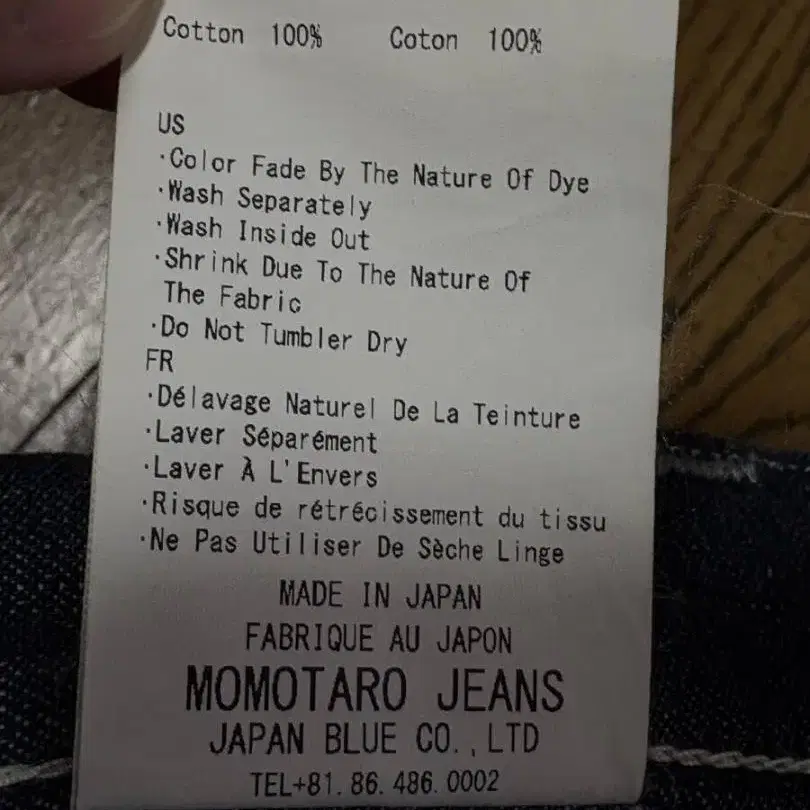 Cotton 100% Coton 100%
US
·Color Fade By The Nature Of Dye
·Wash Separately
·Wash Inside Out
·Shrink Due To The Nature Of
The Fabric
·Do Not Tumbler Dry
FR
·Délavage Naturel De La Teinture
·Laver Séparément
·Laver À L'Envers
·Risque de rétrécissement du tissu
·Ne Pas Utiliser De Sèche Linge
MADE IN JAPAN
FABRIQUE AU JAPON
MOMOTARO JEANS
JAPAN BLUE CO.,LTD
TEL+81.86.486.0002